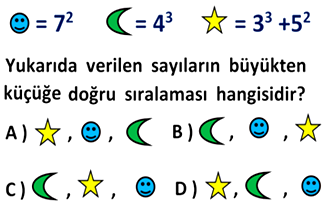 = 7² = 4³ = 3³ +5²
Yukarıda verilen sayıların büyükten
küçüğe doğru sıralaması hangisidir?
A ) , , B ) , ,
C ) , , D ) , ,